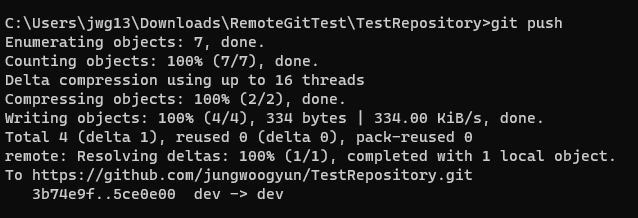 C:\Users\jwg13\Downloads\RemoteGitTest\TestRepository>git push
Enumerating objects: 7, done.
Counting objects: 100% (7/7), done.
Delta compression using up to 16 threads
Compressing objects: 100% (2/2), done.
Writing objects: 100% (4/4), 334 bytes | 334.00 KiB/s, done.
Total 4 (delta 1), reused 0 (delta 0), pack-reused 0
remote: Resolving deltas: 100% (1/1), completed with 1 local object.
To https://github.com/jungwoogyun/TestRepository.git
   3b74e9f..5ce0e00  dev -> dev